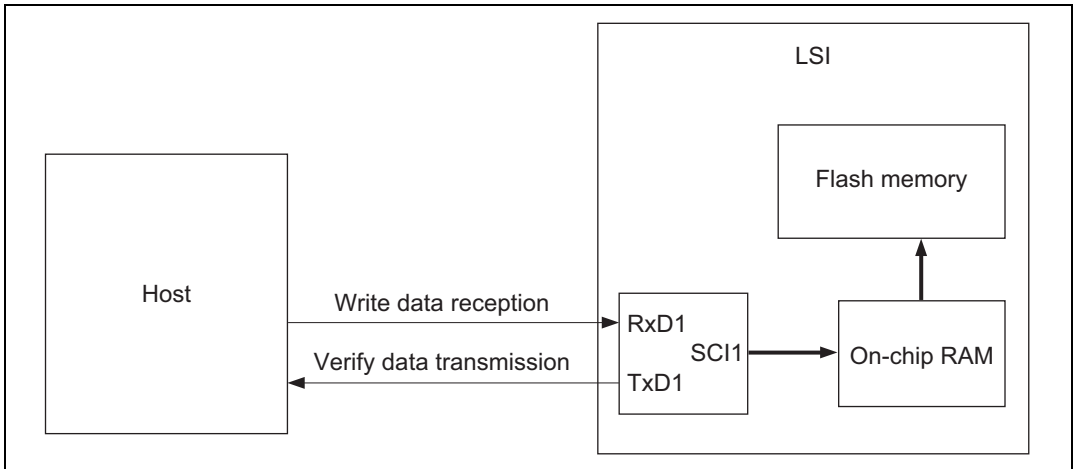 LSI
Flash memory
Host
Write data reception
RxD1
SCI1
On-chip RAM
Verify data transmission
TxD1